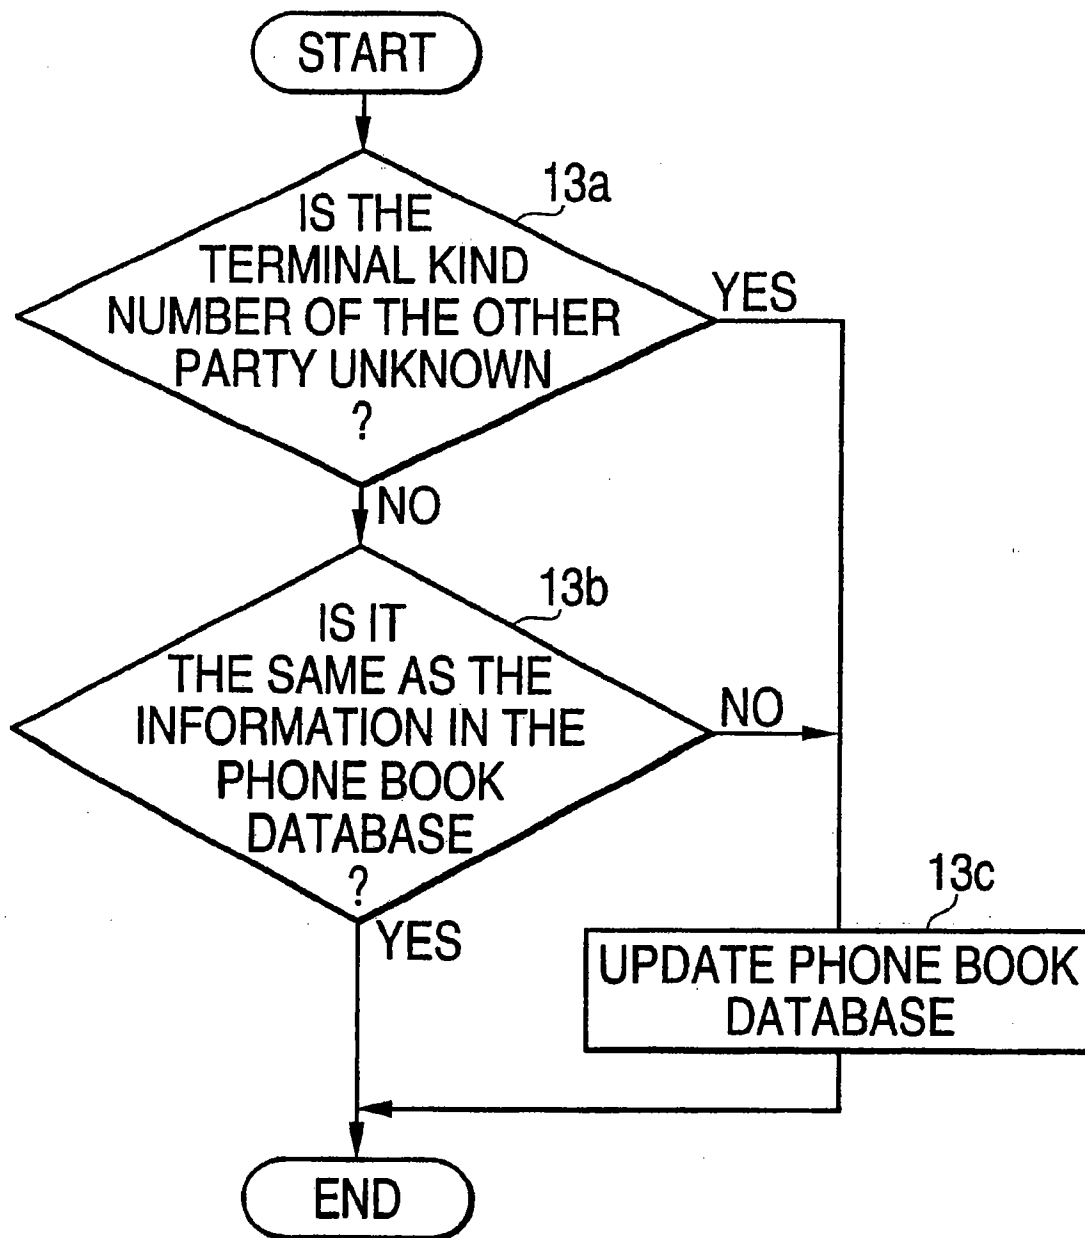 START
13a
IS THE
TERMINAL KIND
NUMBER OF THE OTHER
PARTY UNKNOWN
?
YES
NO
13b
IS IT
THE SAME AS THE
INFORMATION IN THE
PHONE BOOK
DATABASE
?
NO
YES
13c
UPDATE PHONE BOOK
DATABASE
END